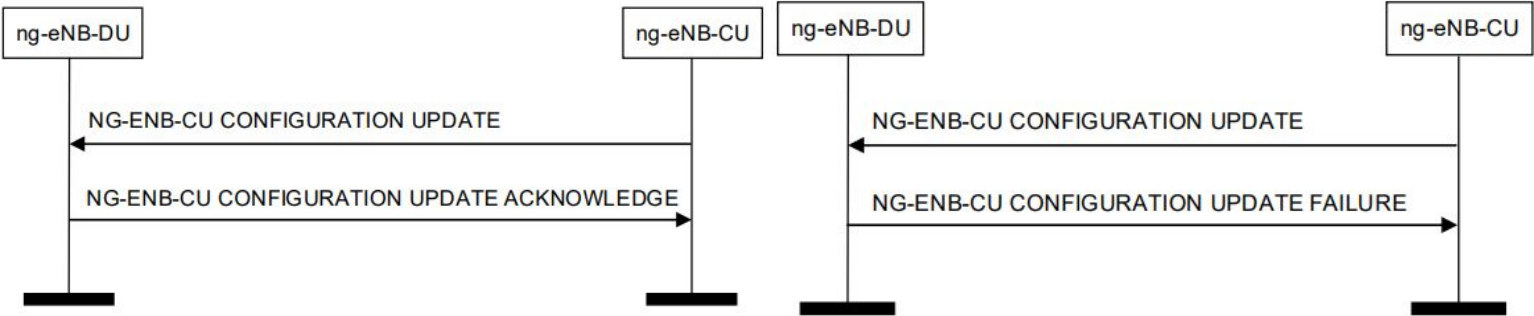 ng-eNB-DU
ng-eNB-CU
NG-ENB-CU CONFIGURATION UPDATE
NG-ENB-CU CONFIGURATION UPDATE ACKNOWLEDGE
ng-eNB-DU
ng-eNB-CU
NG-ENB-CU CONFIGURATION UPDATE
NG-ENB-CU CONFIGURATION UPDATE FAILURE